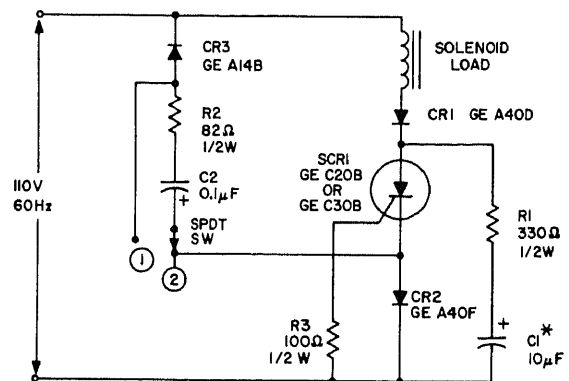 CR3
GE A14B
SOLENOID
LOAD
R2
82Ω
1/2W
CR1 GE A40D
SCR1
GE C20B
OR
GE C30B
110V
60Hz
C2
0.1μF
+
SPDT
SW
R1
330Ω
1/2W
1
2
CR2
GE A40F
R3
100Ω
1/2 W
+
C1*
10μF